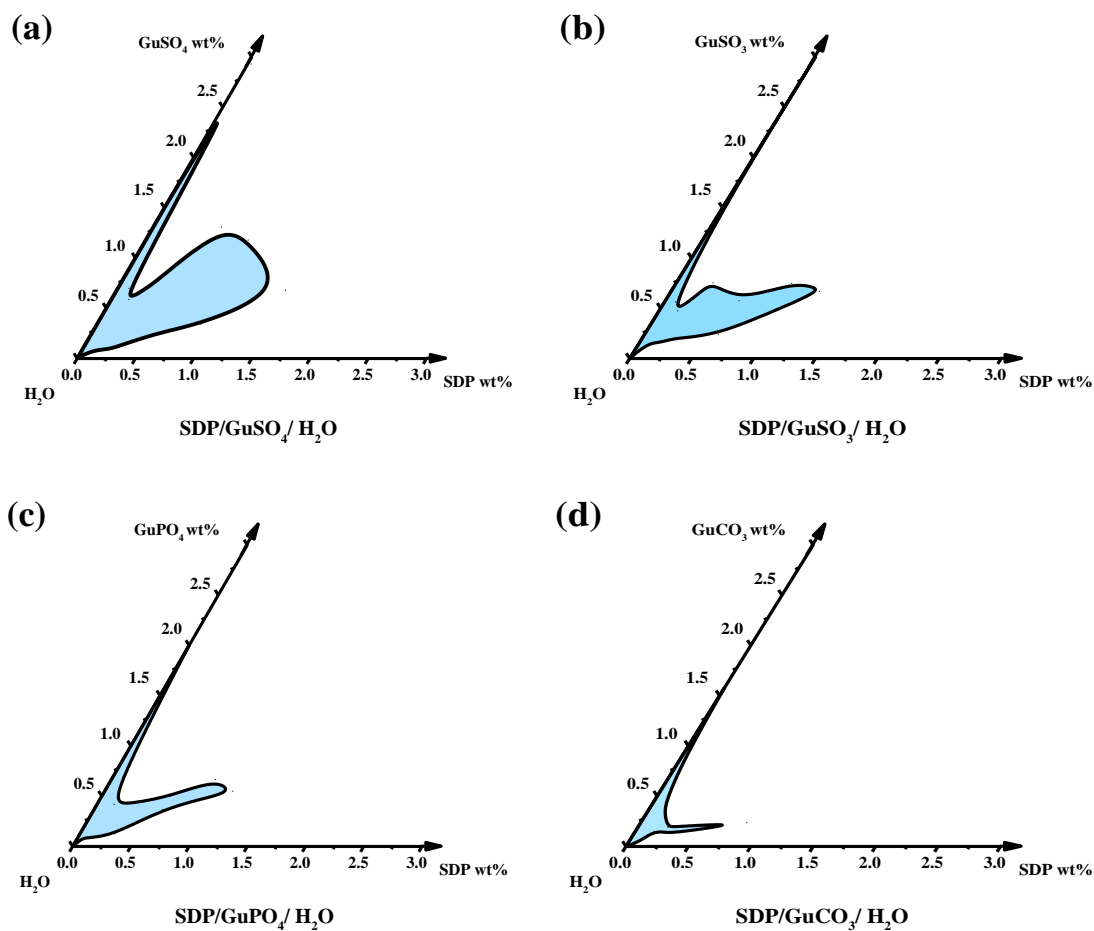 (a)
GuSO₄ wt%
2.5
2.0
1.5
1.0
0.5
0.0 0.5 1.0 1.5 2.0 2.5 3.0
SDP wt%
H₂O
SDP/GuSO₄/ H₂O
(b)
GuSO₃ wt%
2.5
2.0
1.5
1.0
0.5
0.0 0.5 1.0 1.5 2.0 2.5 3.0
SDP wt%
H₂O
SDP/GuSO₃/ H₂O
(c)
GuPO₄ wt%
2.5
2.0
1.5
1.0
0.5
0.0 0.5 1.0 1.5 2.0 2.5 3.0
SDP wt%
H₂O
SDP/GuPO₄/ H₂O
(d)
GuCO₃ wt%
2.5
2.0
1.5
1.0
0.5
0.0 0.5 1.0 1.5 2.0 2.5 3.0
SDP wt%
H₂O
SDP/GuCO₃/ H₂O